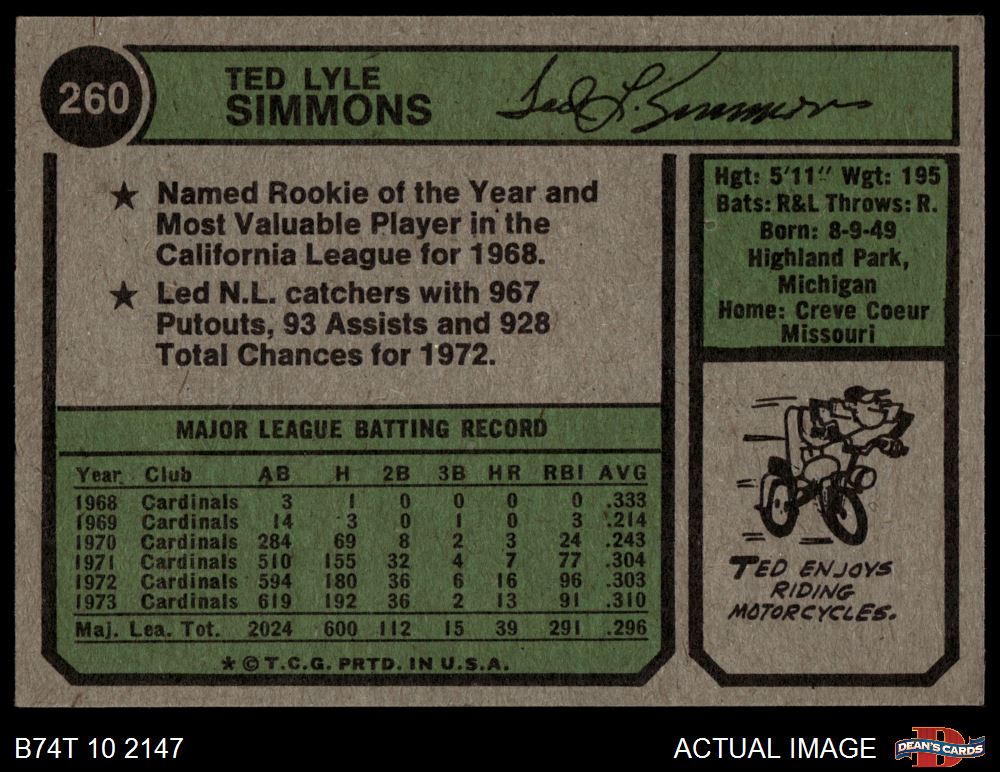 260
TED LYLE
SIMMONS
Ted L. Simmons
★ Named Rookie of the Year and
Most Valuable Player in the
California League for 1968.
★ Led N.L. catchers with 967
Putouts, 93 Assists and 928
Total Chances for 1972.
Hgt: 5'11" Wgt: 195
Bats: R&L Throws: R.
Born: 8-9-49
Highland Park,
Michigan
Home: Creve Coeur
Missouri
MAJOR LEAGUE BATTING RECORD
Year Club AB H 2B 3B HR RBI AVG
1968 Cardinals 3 1 0 0 0 0 .333
1969 Cardinals 14 3 0 1 0 3 .214
1970 Cardinals 284 69 8 2 3 24 .243
1971 Cardinals 510 155 32 4 7 77 .304
1972 Cardinals 594 180 36 6 16 96 .303
1973 Cardinals 619 192 36 2 13 91 .310
Maj. Lea. Tot. 2024 600 112 15 39 291 .296
* © T.C.G. PRTD. IN U.S.A.
TED ENJOYS
RIDING
MOTORCYCLES.
B74T 10 2147
ACTUAL IMAGE
D
DEAN'S CARDS